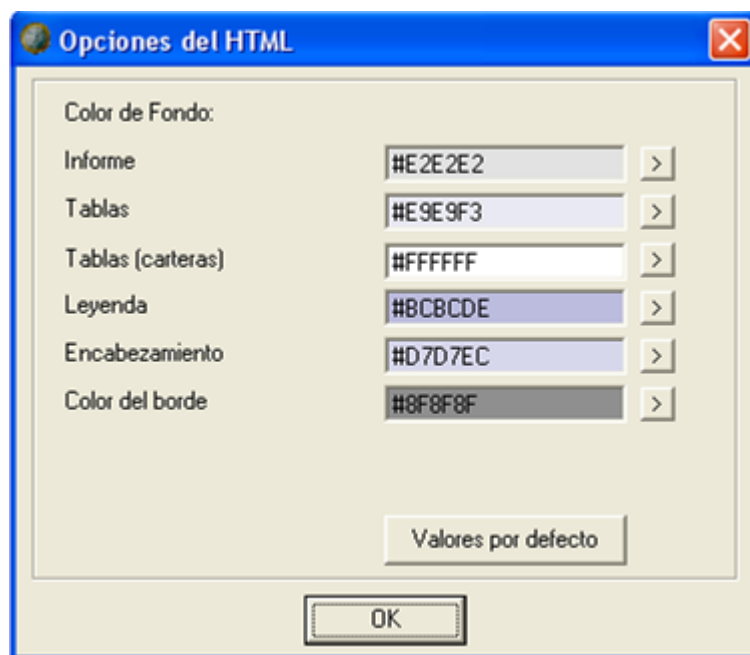 Opciones del HTML
Color de Fondo:
Informe #E2E2E2 >
Tablas #E9E9F3 >
Tablas (carteras) #FFFFFF >
Leyenda #BCBCDE >
Encabezamiento #D7D7EC >
Color del borde #8F8F8F >
Valores por defecto
OK